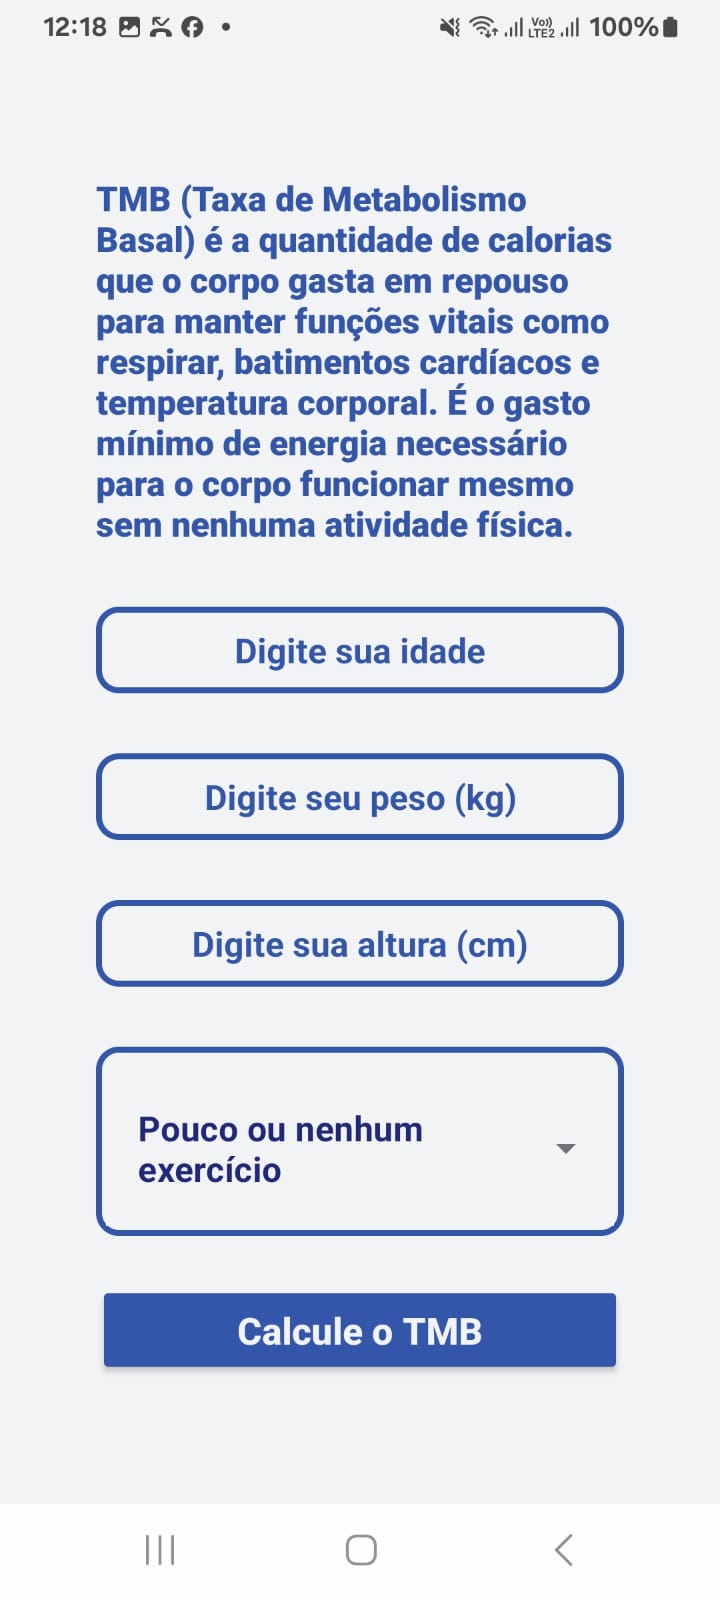 12:18
Vo)) LTE2
100%
TMB (Taxa de Metabolismo
Basal) é a quantidade de calorias
que o corpo gasta em repouso
para manter funções vitais como
respirar, batimentos cardíacos e
temperatura corporal. É o gasto
mínimo de energia necessário
para o corpo funcionar mesmo
sem nenhuma atividade física.
Digite sua idade
Digite seu peso (kg)
Digite sua altura (cm)
Pouco ou nenhum
exercício
Calcule o TMB